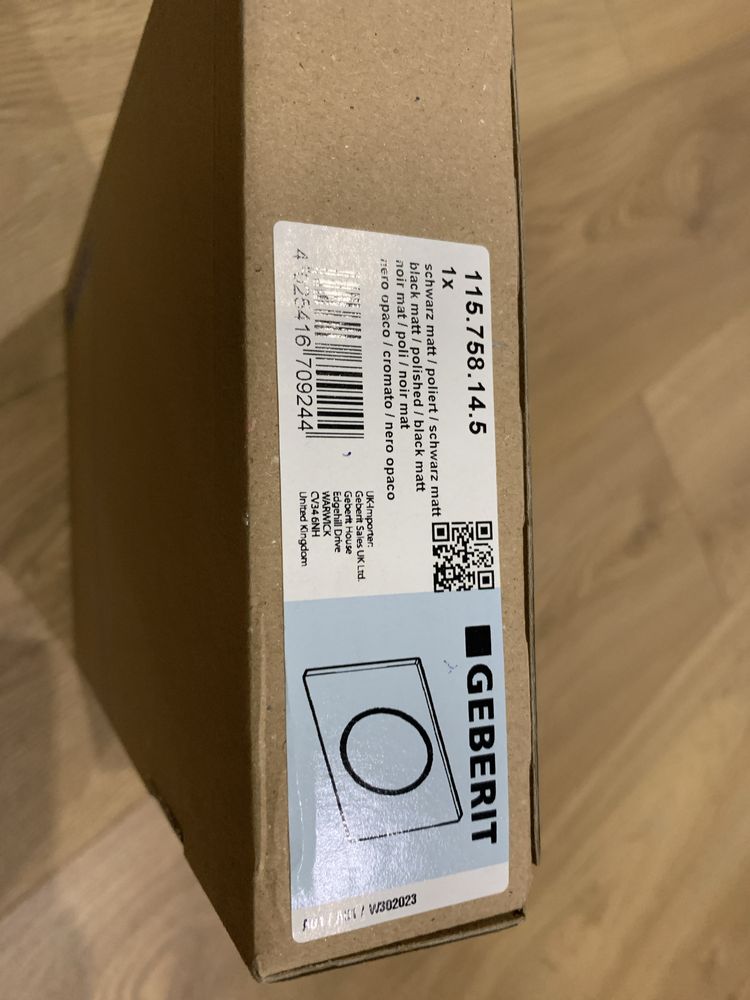 115.758.14.5
1x
schwarz matt / poliert / schwarz matt
black matt / polished / black matt
noir mat / poli / noir mat
nero opaco / cromato / nero opaco
709244
UK-Importer:
Geberit Sales UK Ltd.
Geberit House
Edgehill Drive
WARWICK
CV34 6NH
United Kingdom
GEBERIT
W302023